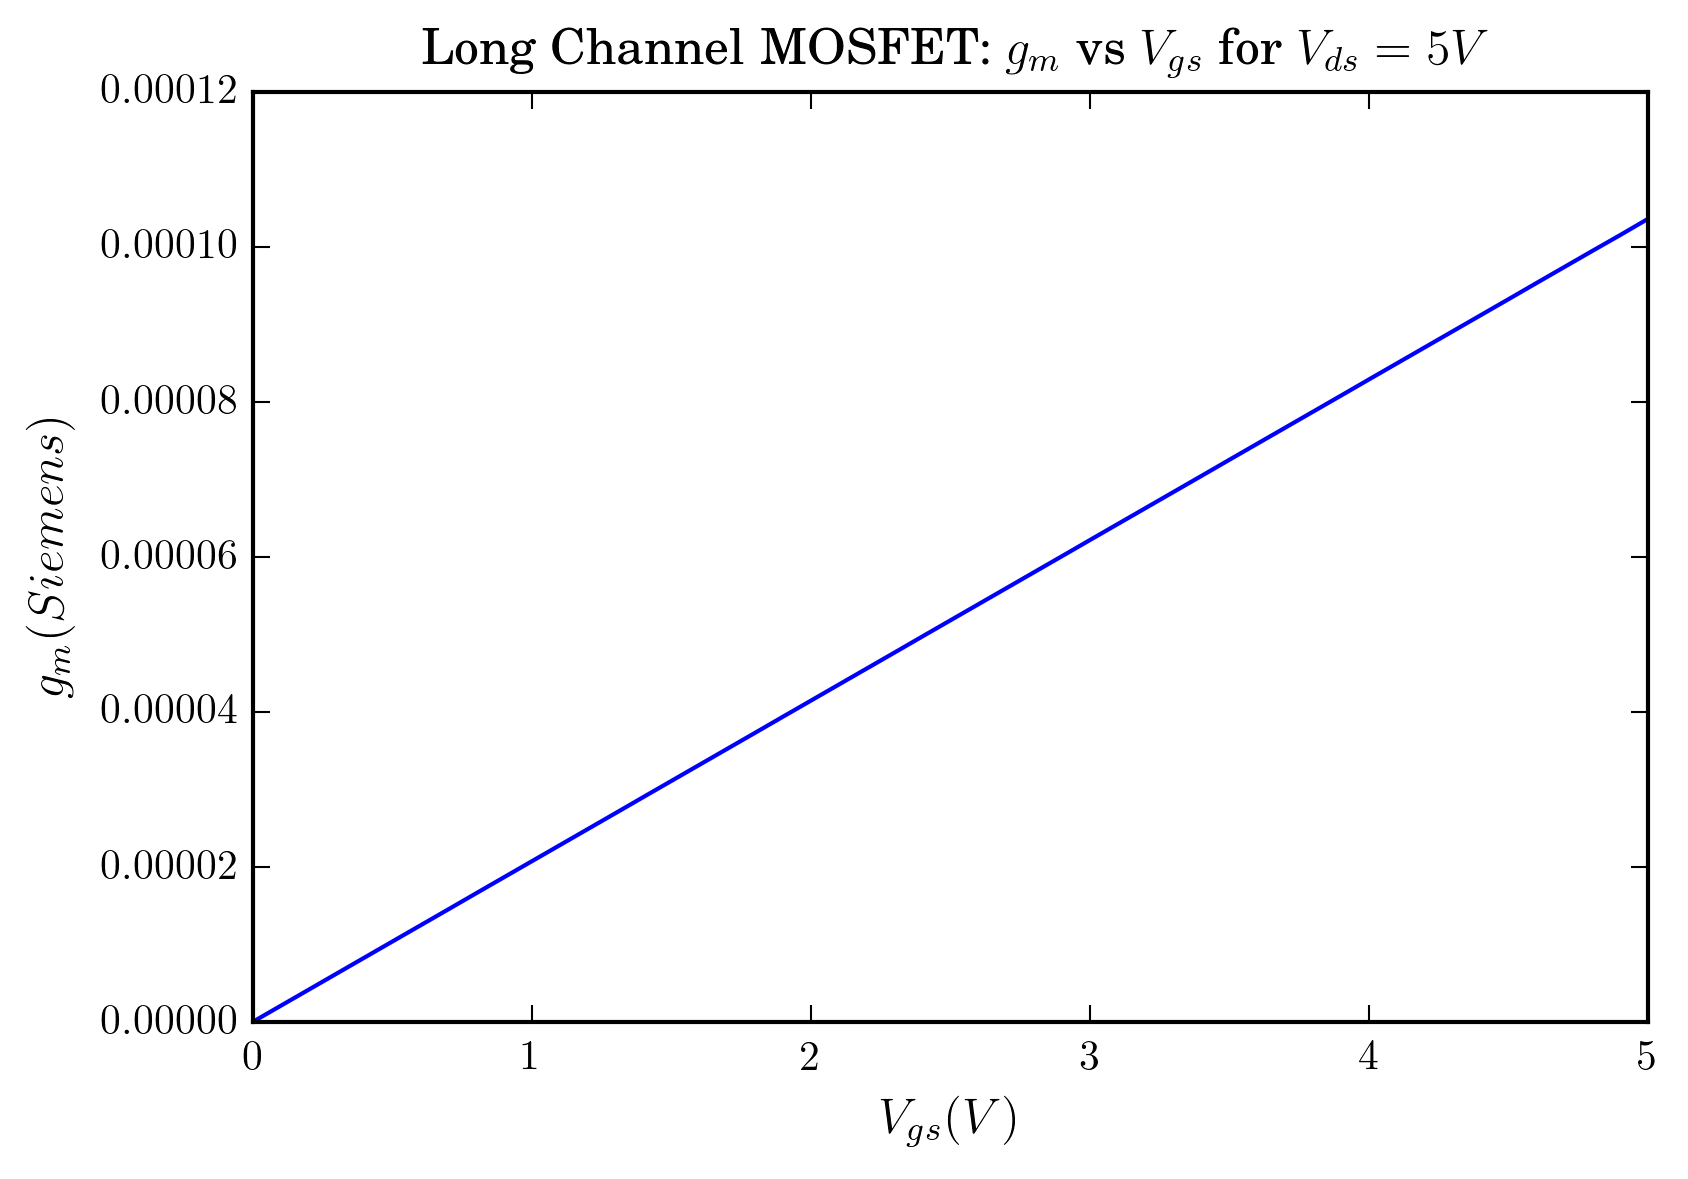 Long Channel MOSFET: g_m vs V_gs for V_ds = 5V
0.00012
0.00010
0.00008
0.00006
0.00004
0.00002
0.00000
g_m(Siemens)
0 1 2 3 4 5
V_gs(V)